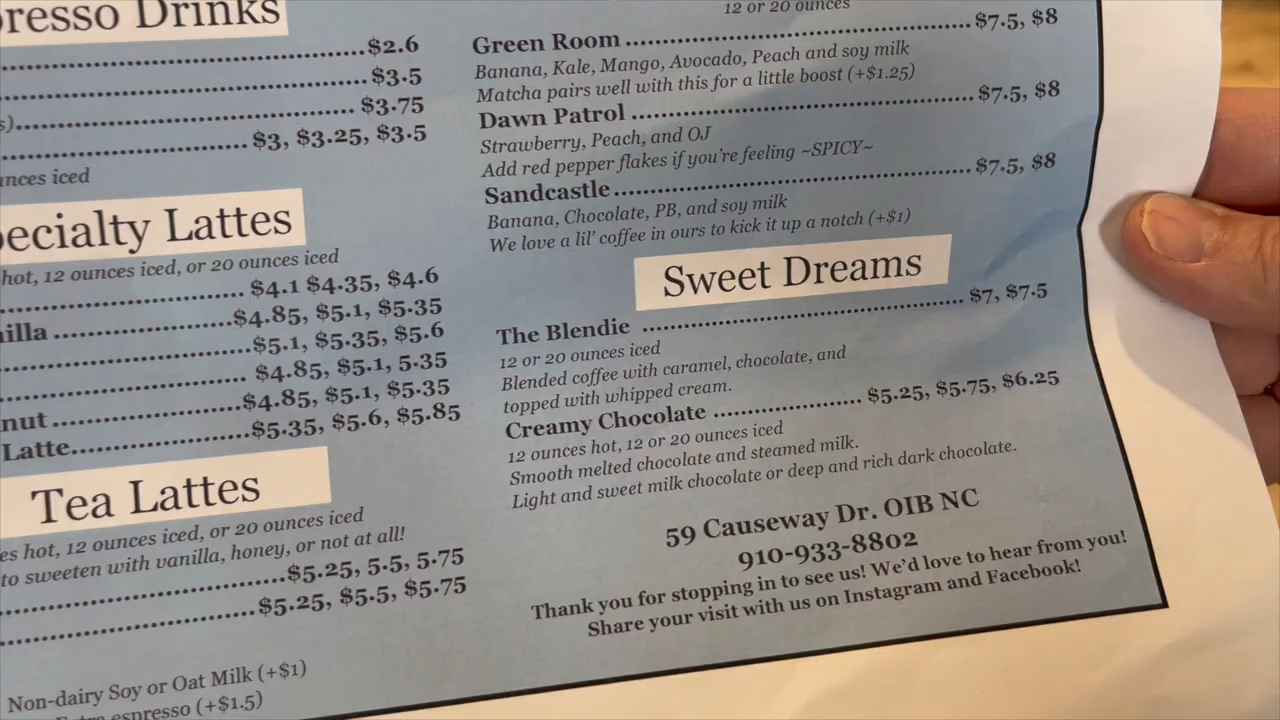 presso Drinks
$2.6
$3.5
s) $3.75
$3, $3.25, $3.5
nces iced
pecialty Lattes
hot, 12 ounces iced, or 20 ounces iced
$4.1 $4.35, $4.6
illa $4.85, $5.1, $5.35
$5.1, $5.35, $5.6
$4.85, $5.1, 5.35
nut $4.85, $5.1, $5.35
Latte $5.35, $5.6, $5.85
Tea Lattes
es hot, 12 ounces iced, or 20 ounces iced
to sweeten with vanilla, honey, or not at all!
$5.25, 5.5, 5.75
$5.25, $5.5, $5.75
Non-dairy Soy or Oat Milk (+$1)
Extra espresso (+$1.5)
12 or 20 ounces
Green Room $7.5, $8
Banana, Kale, Mango, Avocado, Peach and soy milk
Matcha pairs well with this for a little boost (+$1.25)
Dawn Patrol $7.5, $8
Strawberry, Peach, and OJ
Add red pepper flakes if you're feeling ~SPICY~
Sandcastle $7.5, $8
Banana, Chocolate, PB, and soy milk
We love a lil' coffee in ours to kick it up a notch (+$1)
Sweet Dreams
The Blendie $7, $7.5
12 or 20 ounces iced
Blended coffee with caramel, chocolate, and
topped with whipped cream.
Creamy Chocolate $5.25, $5.75, $6.25
12 ounces hot, 12 or 20 ounces iced
Smooth melted chocolate and steamed milk.
Light and sweet milk chocolate or deep and rich dark chocolate.
59 Causeway Dr. OIB NC
910-933-8802
Thank you for stopping in to see us! We'd love to hear from you!
Share your visit with us on Instagram and Facebook!